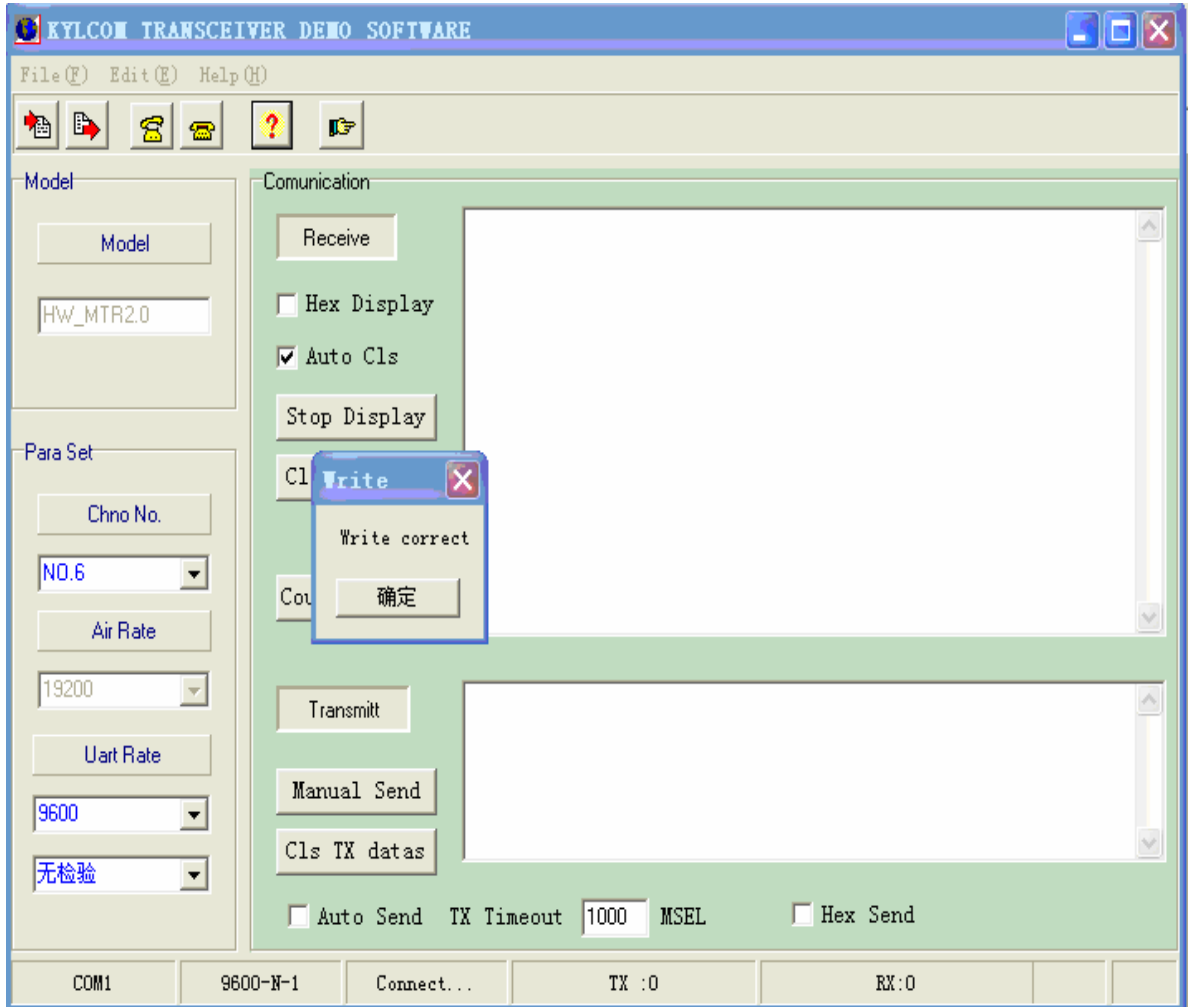 KYLCOM TRANSCEIVER DEMO SOFTWARE
File(F) Edit(E) Help(H)
Model
Model
HW_MTR2.0
Para Set
Chno No.
NO.6
Air Rate
19200
Uart Rate
9600
无检验
Comunication
Receive
Hex Display
Auto Cls
Stop Display
Cl
Cou
Write
Write correct
确定
Transmitt
Manual Send
Cls TX datas
Auto Send TX Timeout 1000 MSEL Hex Send
COM1 9600-N-1 Connect... TX :0 RX:0